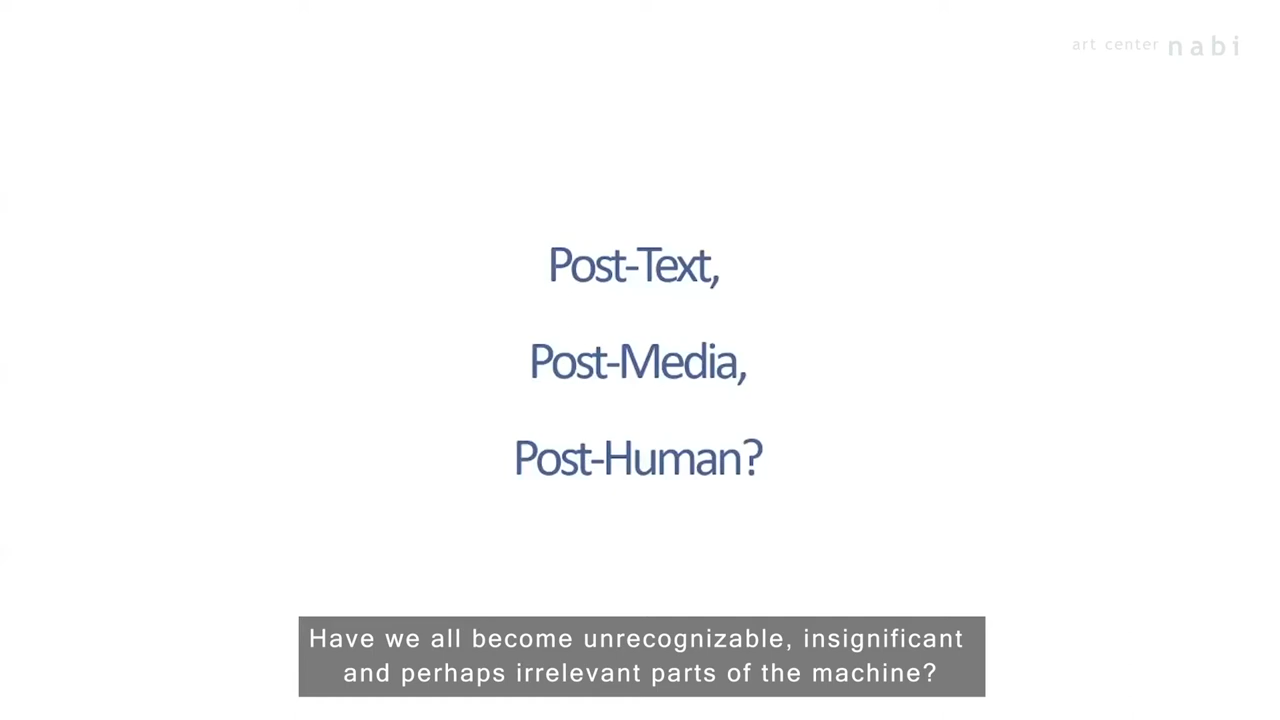 art center nabi
Post-Text,
Post-Media,
Post-Human?
Have we all become unrecognizable, insignificant
and perhaps irrelevant parts of the machine?